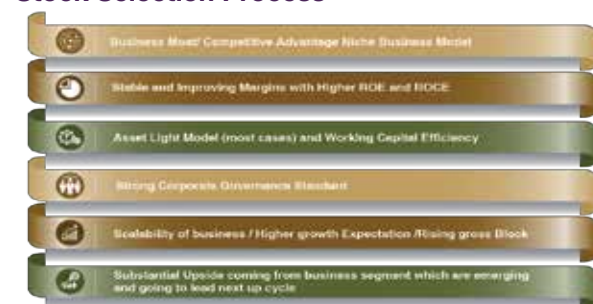 Stock Selection Process
Business Moat/ Competitive Advantage Niche Business Model
Stable and Improving Margins with Higher ROE and ROCE
Asset Light Model (most cases) and Working Capital Efficiency
Strong Corporate Governance Standard
Scalability of business / Higher growth Expectation /Rising gross Block
Substantial Upside coming from business segment which are emerging
and going to lead next up cycle